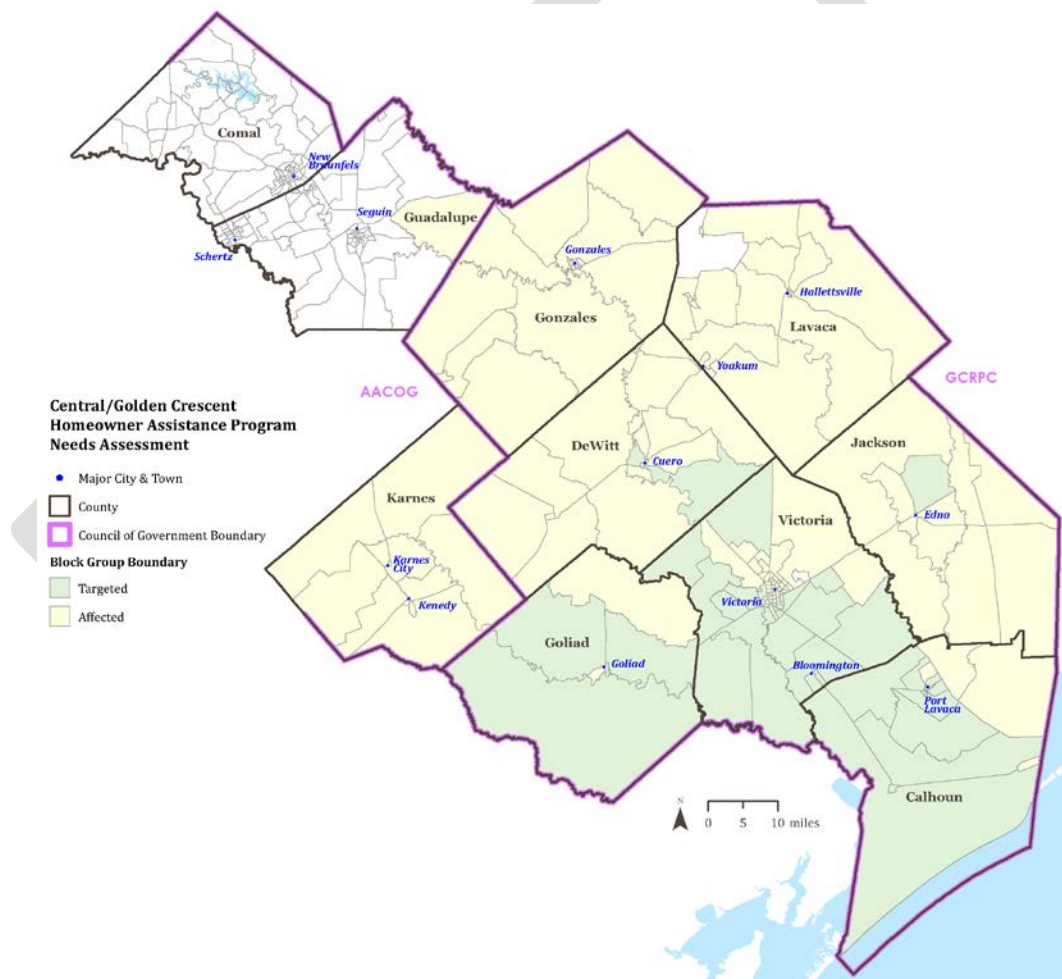 Comal
New
Braunfels
Seguin
Guadalupe
Schertz
Gonzales
Gonzales
Hallettsville
Lavaca
Yoakum
AACOG
GCRPC
Central/Golden Crescent
Homeowner Assistance Program
Needs Assessment
Major City & Town
County
Council of Government Boundary
Block Group Boundary
Targeted
Affected
DeWitt
Cuero
Jackson
Edna
Karnes
Karnes
City
Kenedy
Victoria
Victoria
Goliad
Goliad
Bloomington
Port
Lavaca
Calhoun
N
0 5 10 miles